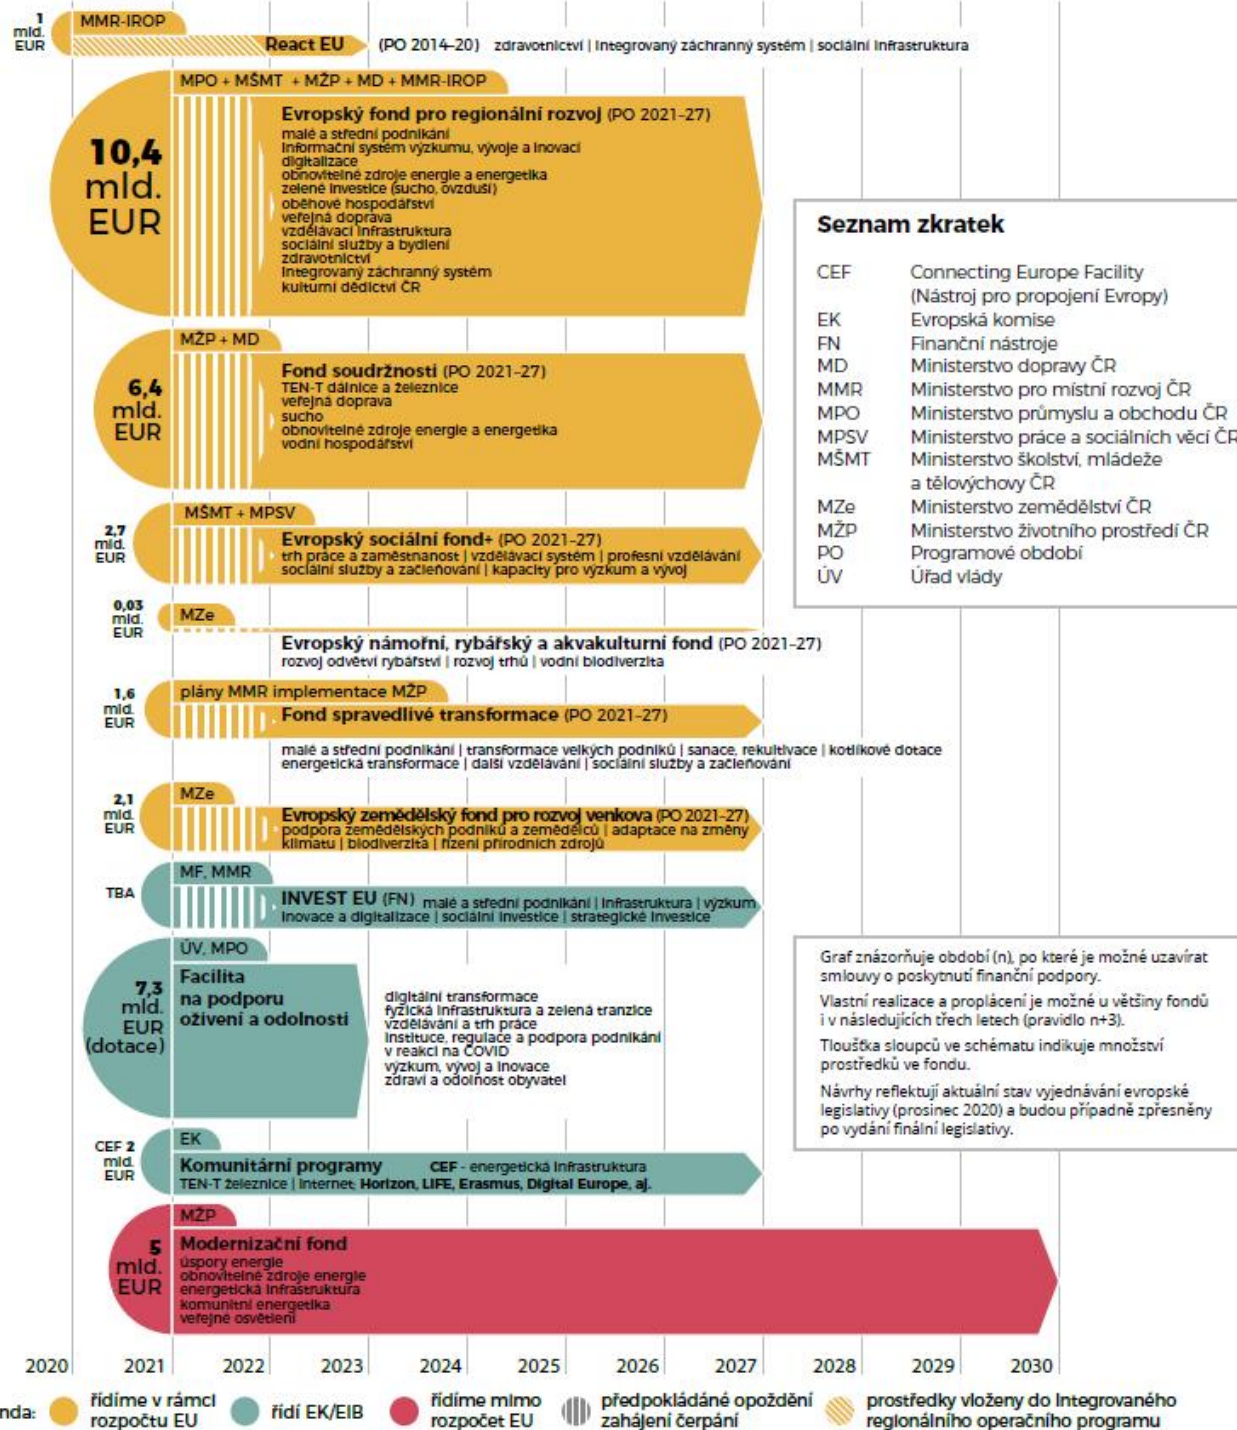 1
mld.
EUR
MMR-IROP
React EU
(PO 2014–20) zdravotnictví | Integrovaný záchranný systém | sociální infrastruktura
MPO + MŠMT + MŽP + MD + MMR-IROP
10,4
mld.
EUR
Evropský fond pro regionální rozvoj (PO 2021–27)
malé a střední podnikání
Informační systém výzkumu, vývoje a inovací
digitalizace
obnovitelné zdroje energie a energetika
zelené investice (sucho, ovzduší)
oběhové hospodářství
veřejná doprava
vzdělávací infrastruktura
sociální služby a bydlení
zdravotnictví
Integrovaný záchranný systém
kulturní dědictví ČR
MŽP + MD
6,4
mld.
EUR
Fond soudržnosti (PO 2021–27)
TEN-T dálnice a železnice
veřejná doprava
sucho
obnovitelné zdroje energie a energetika
vodní hospodářství
MŠMT + MPSV
2,7
mld.
EUR
Evropský sociální fond+ (PO 2021–27)
trh práce a zaměstnanost | vzdělávací systém | profesní vzdělávání
sociální služby a začleňování | kapacity pro výzkum a vývoj
0,03
mld.
EUR
MZe
Evropský námořní, rybářský a akvakulturní fond (PO 2021–27)
rozvoj odvětví rybářství | rozvoj trhů | vodní biodiverzita
1,6
mld.
EUR
plány MMR implementace MŽP
Fond spravedlivé transformace (PO 2021–27)
malé a střední podnikání | transformace velkých podniků | sanace, rekultivace | kotlíkové dotace
energetická transformace | další vzdělávání | sociální služby a začleňování
2,1
mld.
EUR
MZe
Evropský zemědělský fond pro rozvoj venkova (PO 2021–27)
podpora zemědělských podniků a zemědělců | adaptace na změny
klimatu | biodiverzita | řízení přírodních zdrojů
TBA
MF, MMR
INVEST EU (FN) malé a střední podnikání | infrastruktura | výzkum
inovace a digitalizace | sociální investice | strategické investice
ÚV, MPO
7,3
mld.
EUR
(dotace)
Facilita
na podporu
oživení a odolnosti
digitální transformace
fyzická infrastruktura a zelená tranzice
vzdělávání a trh práce
instituce, regulace a podpora podnikání
v reakci na COVID
výzkum, vývoj a inovace
zdraví a odolnost obyvatel
CEF 2
mld.
EUR
EK
Komunitární programy CEF - energetická infrastruktura
TEN-T železnice | Internet, Horizon, LIFE, Erasmus, Digital Europe, aj.
MŽP
5
mld.
EUR
Modernizační fond
úspory energie
obnovitelné zdroje energie
energetická infrastruktura
komunitní energetika
veřejné osvětlení
Seznam zkratek
CEF Connecting Europe Facility
(Nástroj pro propojení Evropy)
EK Evropská komise
FN Finanční nástroje
MD Ministerstvo dopravy ČR
MMR Ministerstvo pro místní rozvoj ČR
MPO Ministerstvo průmyslu a obchodu ČR
MPSV Ministerstvo práce a sociálních věcí ČR
MŠMT Ministerstvo školství, mládeže
a tělovýchovy ČR
MZe Ministerstvo zemědělství ČR
MŽP Ministerstvo životního prostředí ČR
PO Programové období
ÚV Úřad vlády
Graf znázorňuje období (n), po které je možné uzavírat
smlouvy o poskytnutí finanční podpory.
Vlastní realizace a proplácení je možné u většiny fondů
i v následujících třech letech (pravidlo n+3).
Tloušťka sloupců ve schématu indikuje množství
prostředků ve fondu.
Návrhy reflektují aktuální stav vyjednávání evropské
legislativy (prosinec 2020) a budou případně zpřesněny
po vydání finální legislativy.
2020 2021 2022 2023 2024 2025 2026 2027 2028 2029 2030
nda: řídíme v rámci
rozpočtu EU
řídí EK/EIB
řídíme mimo
rozpočet EU
předpokládané opoždění
zahájení čerpání
prostředky vloženy do Integrovaného
regionálního operačního programu